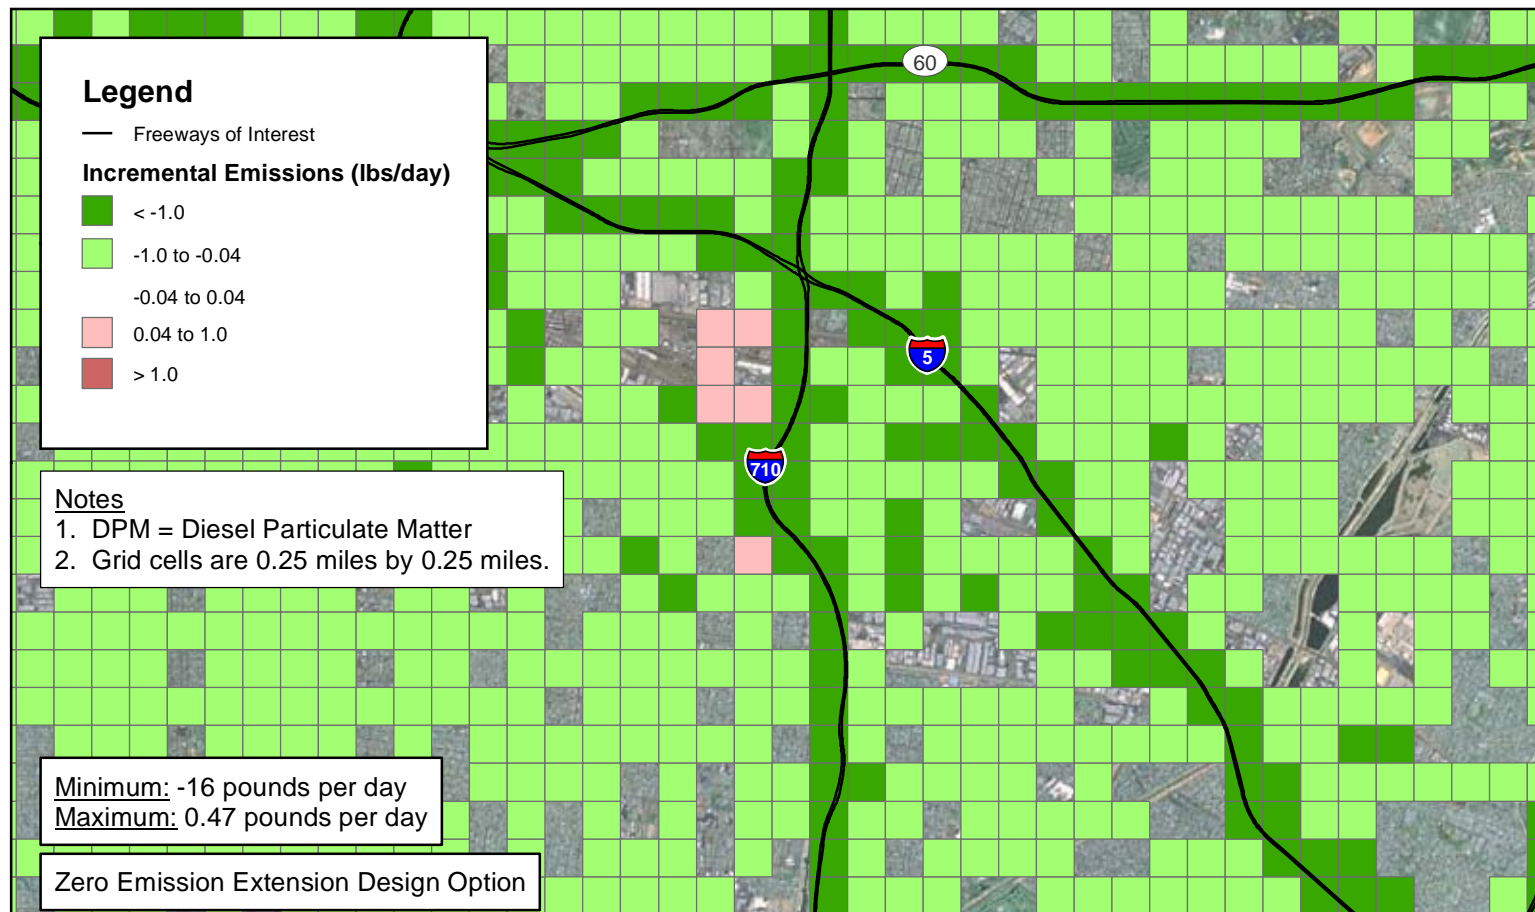 Legend
Freeways of Interest
Incremental Emissions (lbs/day)
< -1.0
-1.0 to -0.04
-0.04 to 0.04
0.04 to 1.0
> 1.0
60
5
710
Notes
1. DPM = Diesel Particulate Matter
2. Grid cells are 0.25 miles by 0.25 miles.
Minimum: -16 pounds per day
Maximum: 0.47 pounds per day
Zero Emission Extension Design Option